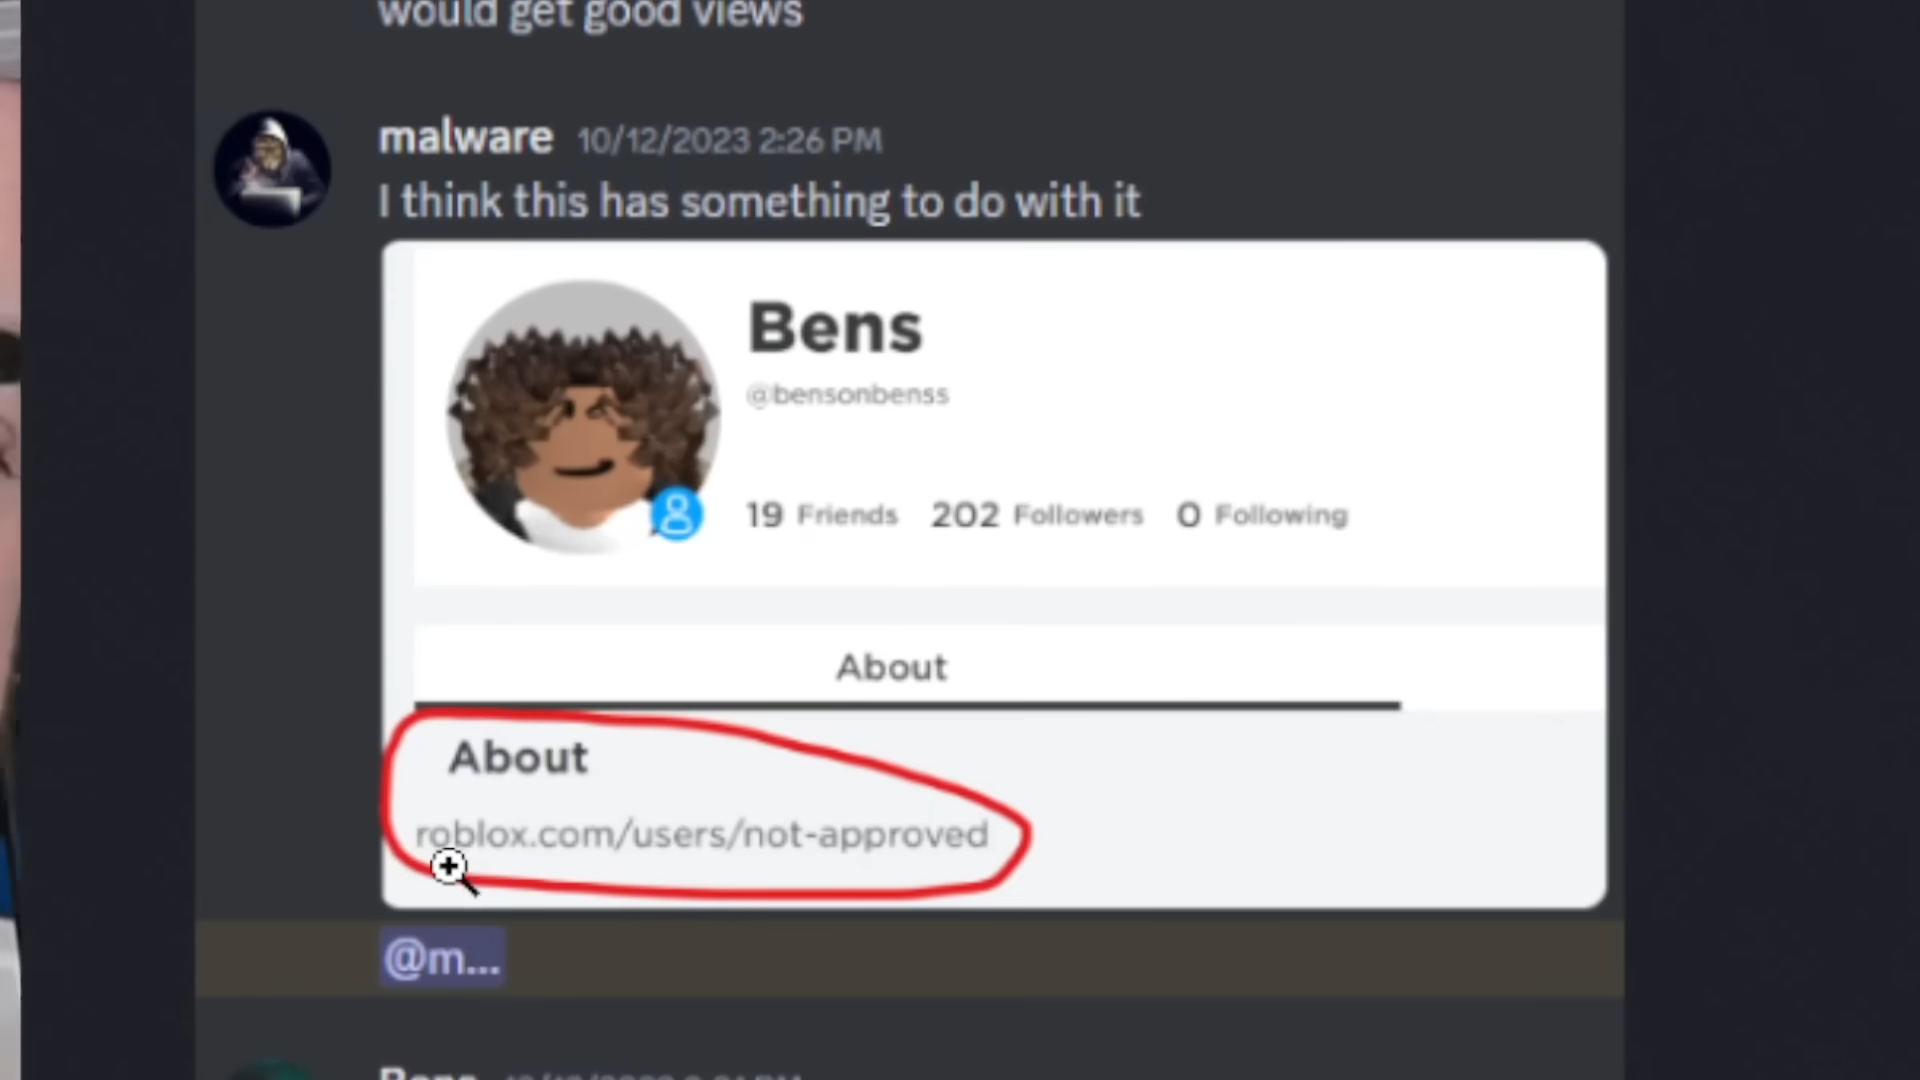 would get good views
malware 10/12/2023 2:26 PM
I think this has something to do with it
Bens
@bensonbenss
19 Friends 202 Followers 0 Following
About
About
roblox.com/users/not-approved
@m...
Bens